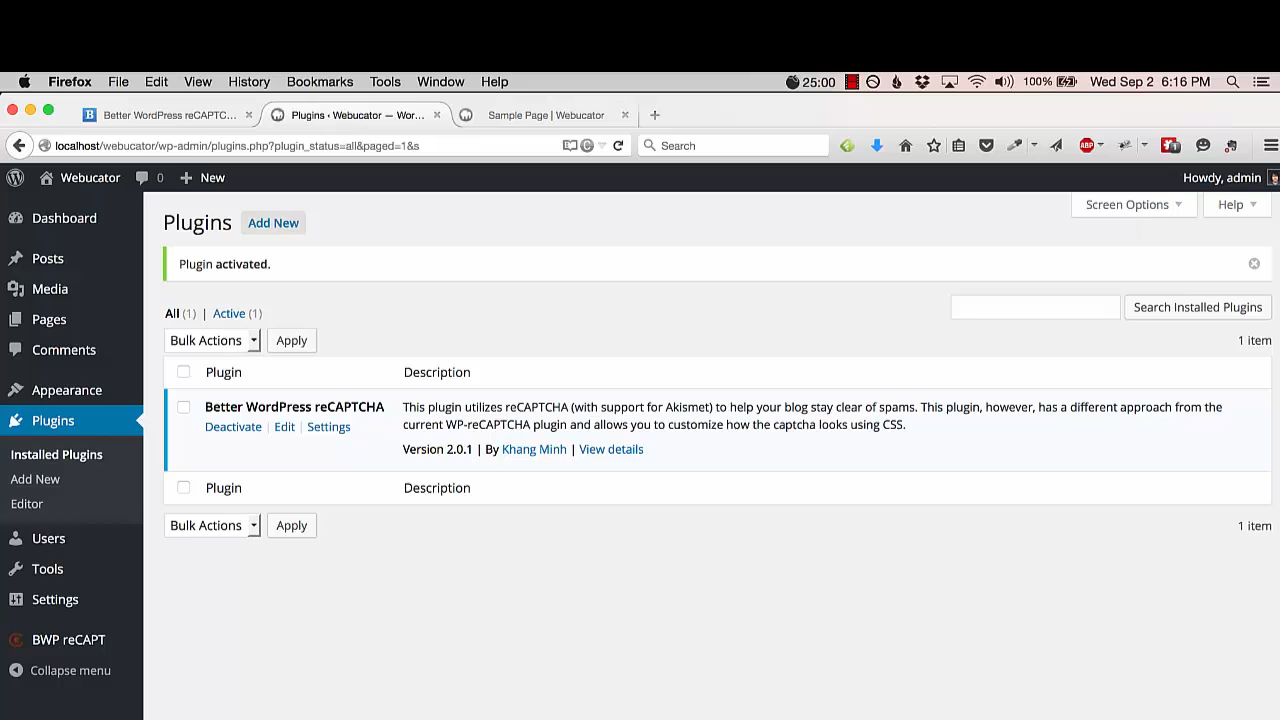 Firefox File Edit View History Bookmarks Tools Window Help 25:00 100% Wed Sep 2 6:16 PM
Better WordPress reCAPTC... Plugins ‹ Webucator — Wor... Sample Page | Webucator
localhost/webucator/wp-admin/plugins.php?plugin_status=all&paged=1&s Search ABP 1
Webucator 0 New Howdy, admin
Dashboard
Posts
Media
Pages
Comments
Appearance
Plugins
Installed Plugins
Add New
Editor
Users
Tools
Settings
BWP reCAPT
Collapse menu
Screen Options Help
Plugins Add New
Plugin activated.
All (1) | Active (1)
Search Installed Plugins
Bulk Actions Apply 1 item
Plugin Description
Better WordPress reCAPTCHA
Deactivate | Edit | Settings
This plugin utilizes reCAPTCHA (with support for Akismet) to help your blog stay clear of spams. This plugin, however, has a different approach from the
current WP-reCAPTCHA plugin and allows you to customize how the captcha looks using CSS.
Version 2.0.1 | By Khang Minh | View details
Plugin Description
Bulk Actions Apply 1 item